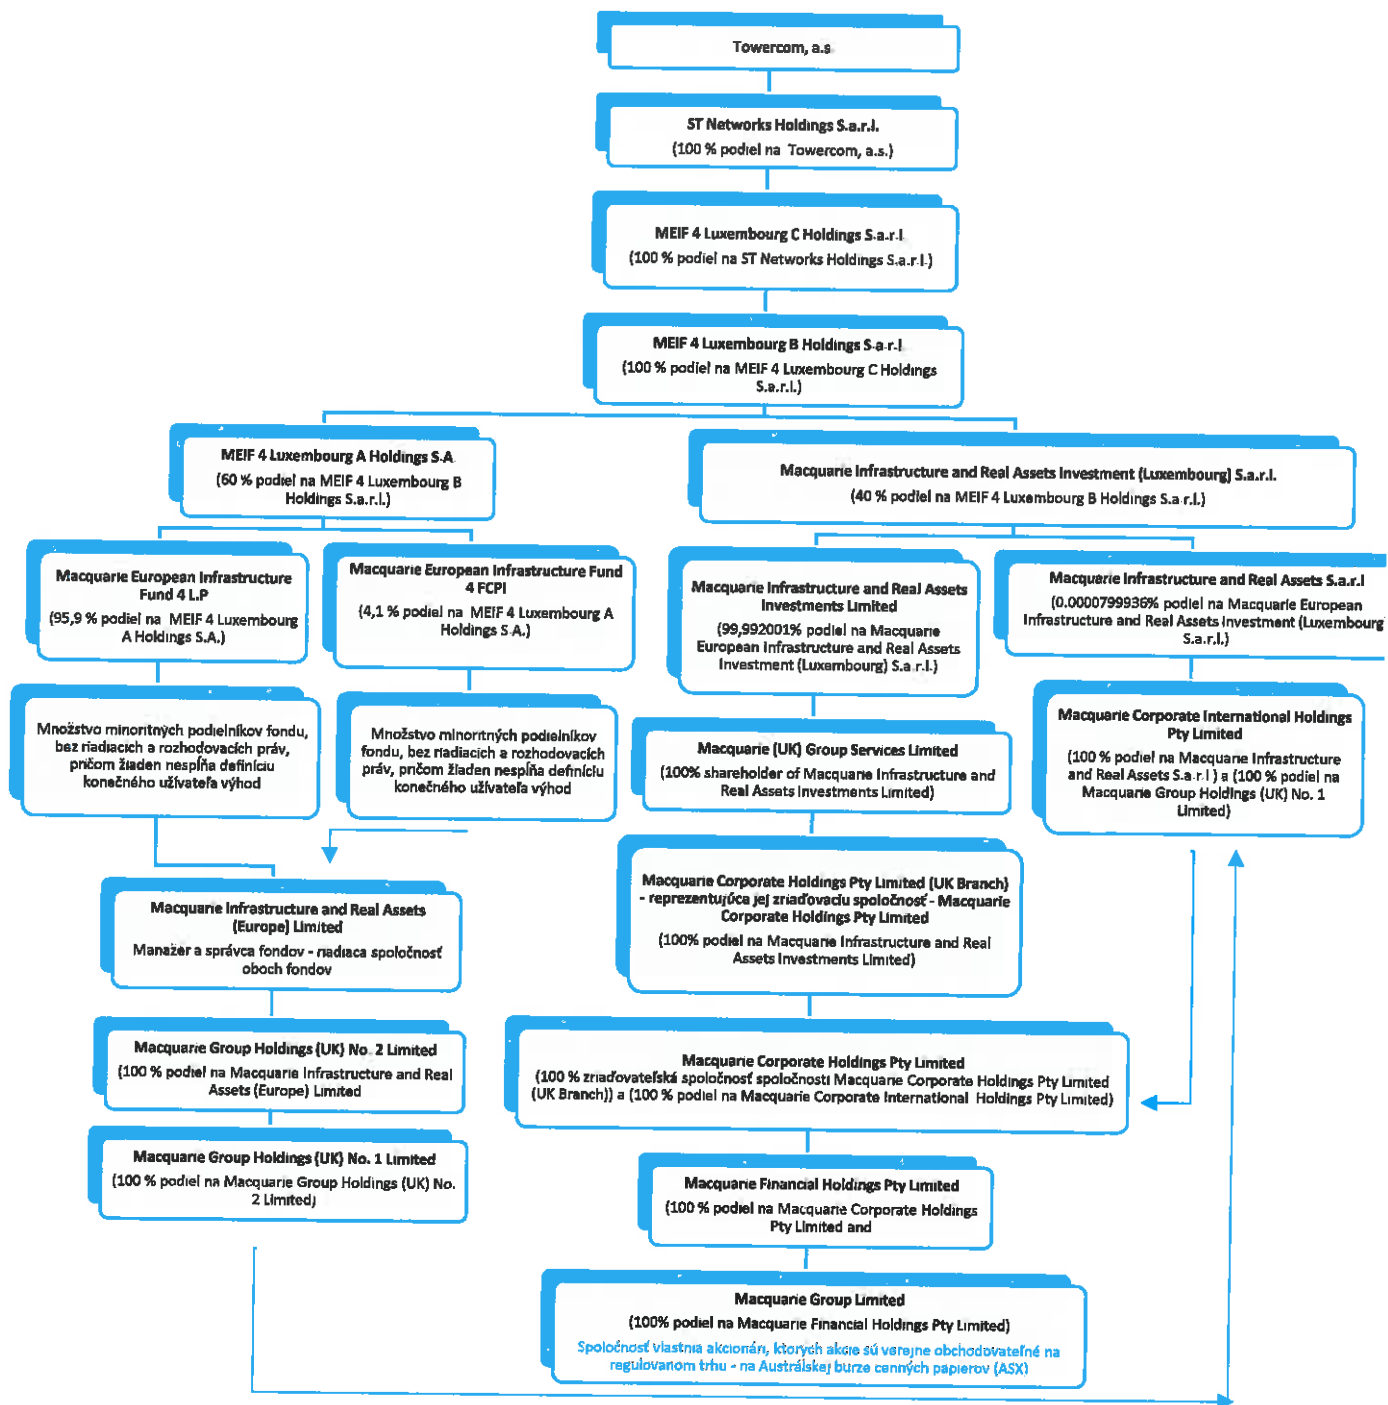 Towercom, a.s.
ST Networks Holdings S.a.r.l.
(100 % podiel na Towercom, a.s.)
MEIF 4 Luxembourg C Holdings S.a.r.l
(100 % podiel na ST Networks Holdings S.a.r.l.)
MEIF 4 Luxembourg B Holdings S.a.r.l
(100 % podiel na MEIF 4 Luxembourg C Holdings
S.a.r.l.)
MEIF 4 Luxembourg A Holdings S.A.
(60 % podiel na MEIF 4 Luxembourg B
Holdings S.a.r.l.)
Macquarie Infrastructure and Real Assets Investment (Luxembourg) S.a.r.l.
(40 % podiel na MEIF 4 Luxembourg B Holdings S.a.r.l.)
Macquarie European Infrastructure
Fund 4 L.P
(95,9 % podiel na MEIF 4 Luxembourg
A Holdings S.A.)
Macquarie European Infrastructure Fund
4 FCPI
(4,1 % podiel na MEIF 4 Luxembourg A
Holdings S.A.)
Macquarie Infrastructure and Real Assets
Investments Limited
(99,992001% podiel na Macquarie
European Infrastructure and Real Assets
Investment (Luxembourg) S.a.r.l.)
Macquarie Infrastructure and Real Assets S.a.r.l
(0.0000799936% podiel na Macquarie European
Infrastructure and Real Assets Investment (Luxembourg
S.a.r.l.)
Množstvo minoritných podielníkov fondu,
bez riadiacich a rozhodovacích práv,
pričom žiaden nespĺňa definíciu
konečného užívateľa výhod
Množstvo minoritných podielníkov
fondu, bez riadiacich a rozhodovacích
práv, pričom žiaden nespĺňa definíciu
konečného užívateľa výhod
Macquarie (UK) Group Services Limited
(100% shareholder of Macquarie Infrastructure and
Real Assets Investments Limited)
Macquarie Corporate International Holdings
Pty Limited
(100 % podiel na Macquarie Infrastructure
and Real Assets S.a.r.l ) a (100 % podiel na
Macquarie Group Holdings (UK) No. 1
Limited)
Macquarie Infrastructure and Real Assets
(Europe) Limited
Manažer a správca fondov - riadiaca spoločnosť
oboch fondov
Macquarie Corporate Holdings Pty Limited (UK Branch)
- reprezentujúca jej zriaďovaciu spoločnosť - Macquarie
Corporate Holdings Pty Limited
(100% podiel na Macquarie Infrastructure and Real
Assets Investments Limited)
Macquarie Group Holdings (UK) No. 2 Limited
(100 % podiel na Macquarie Infrastructure and Real
Assets (Europe) Limited
Macquarie Corporate Holdings Pty Limited
(100 % zriaďovateľská spoločnosť spoločnosti Macquarie Corporate Holdings Pty Limited
(UK Branch)) a (100 % podiel na Macquarie Corporate International Holdings Pty Limited)
Macquarie Group Holdings (UK) No. 1 Limited
(100 % podiel na Macquarie Group Holdings (UK) No.
2 Limited)
Macquarie Financial Holdings Pty Limited
(100 % podiel na Macquarie Corporate Holdings
Pty Limited and
Macquarie Group Limited
(100% podiel na Macquarie Financial Holdings Pty Limited)
Spoločnosť vlastnia akcionári, ktorých akcie sú verejne obchodovateľné na
regulovanom trhu - na Austrálskej burze cenných papierov (ASX)